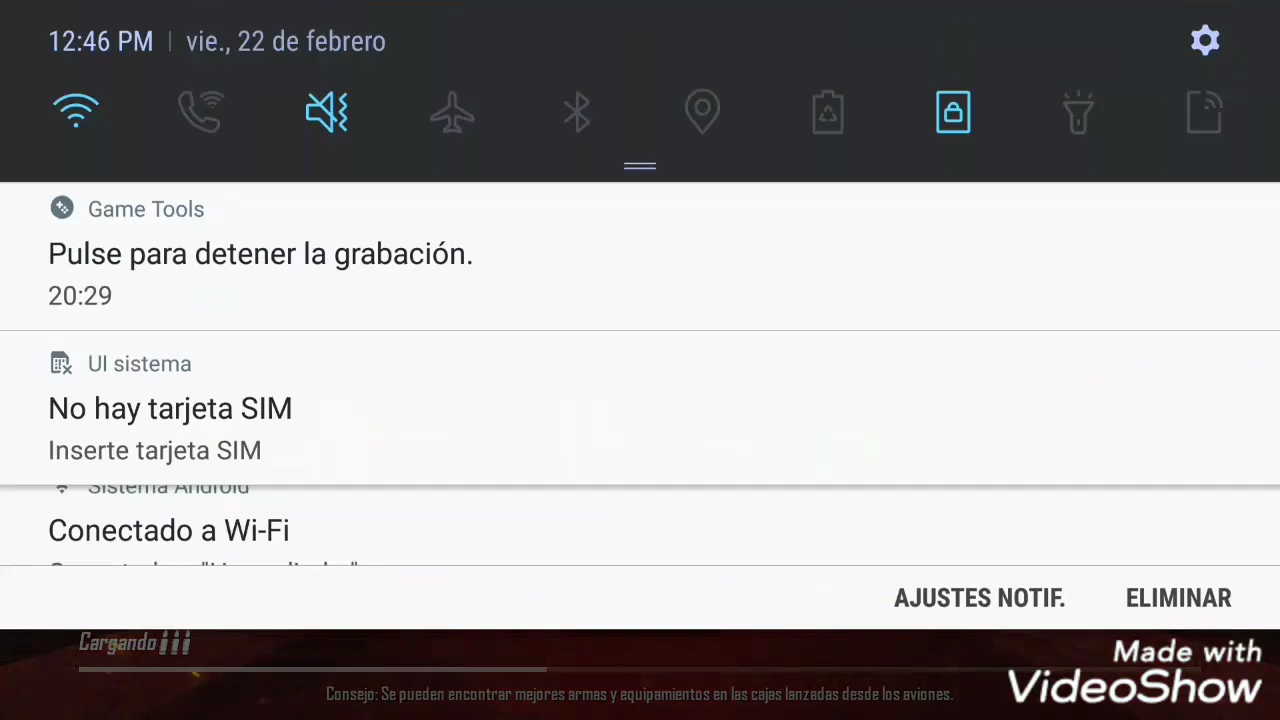 12:46 PM | vie., 22 de febrero
Game Tools
Pulse para detener la grabación.
20:29
UI sistema
No hay tarjeta SIM
Inserte tarjeta SIM
Sistema Android
Conectado a Wi-Fi
AJUSTES NOTIF. ELIMINAR
Cargando
Consejo: Se pueden encontrar mejores armas y equipamientos en las cajas lanzadas desde los aviones.
Made with
VideoShow